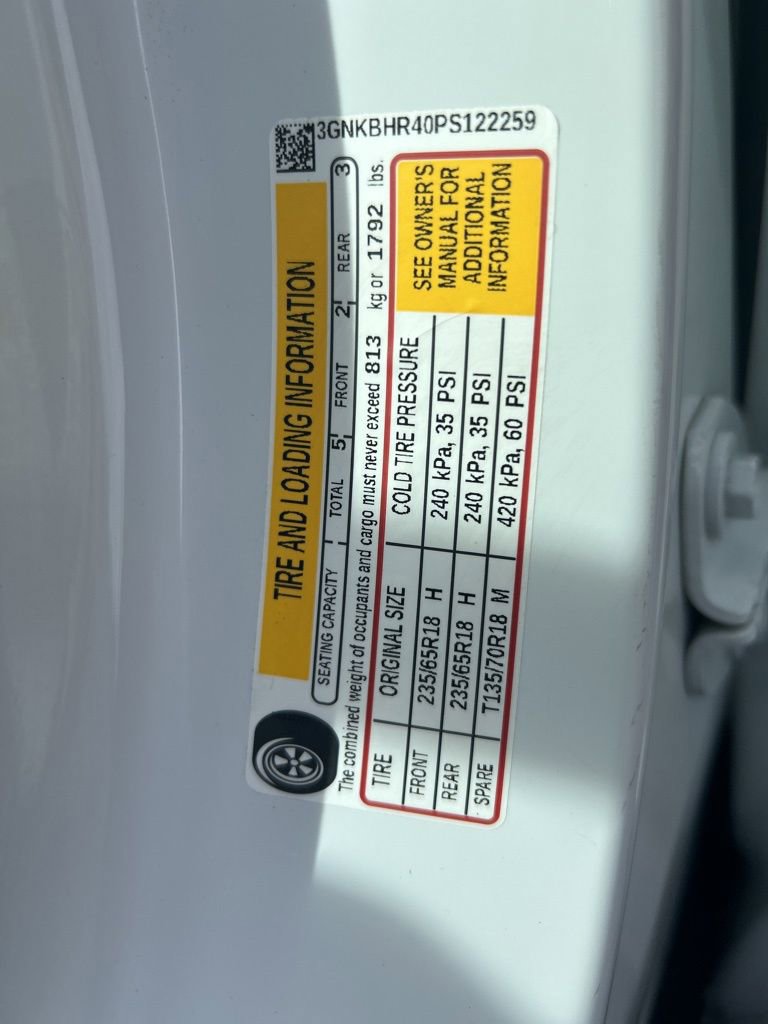 3GNKBHR40PS122259
TIRE AND LOADING INFORMATION
SEATING CAPACITY TOTAL 5 FRONT 2 REAR 3
The combined weight of occupants and cargo must never exceed 813 kg or 1792 lbs.
TIRE ORIGINAL SIZE COLD TIRE PRESSURE
FRONT 235/65R18 H 240 kPa, 35 PSI
REAR 235/65R18 H 240 kPa, 35 PSI
SPARE T135/70R18 M 420 kPa, 60 PSI
SEE OWNER'S
MANUAL FOR
ADDITIONAL
INFORMATION